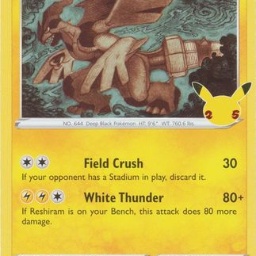 NO. 644 Deep Black Pokémon HT: 9'6" WT: 760.6 lbs.
25
Field Crush 30
If your opponent has a Stadium in play, discard it.
White Thunder 80+
If Reshiram is on your Bench, this attack does 80 more
damage.